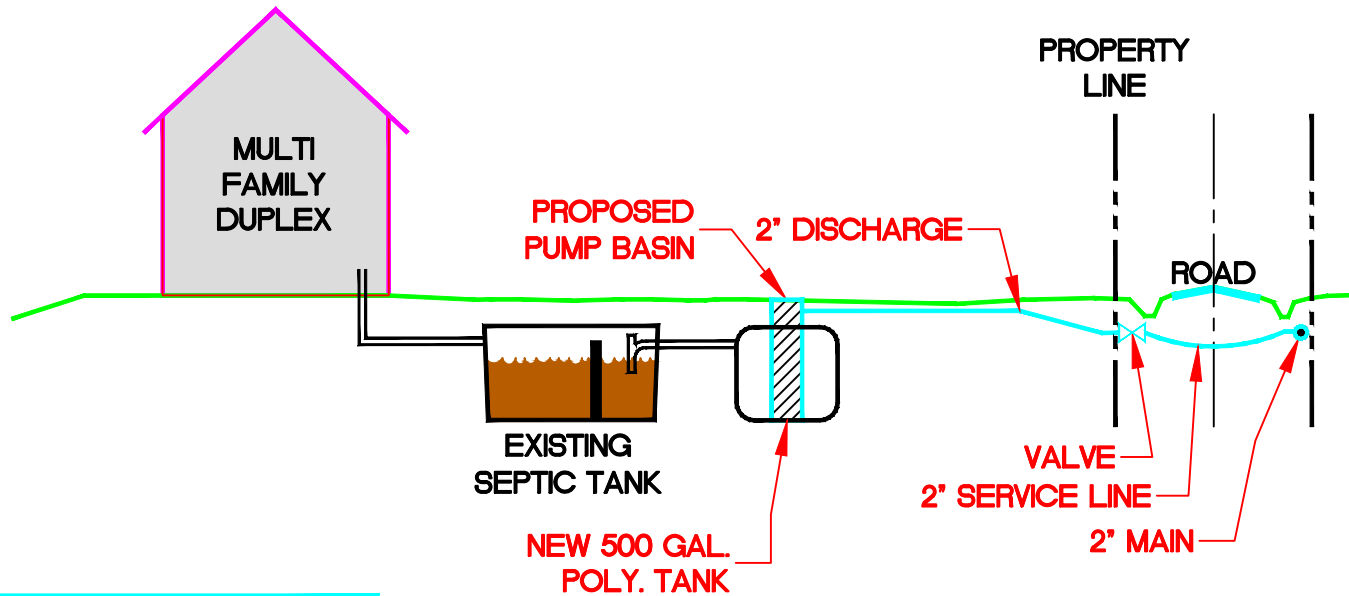 PROPERTY
LINE
MULTI
FAMILY
DUPLEX
PROPOSED
PUMP BASIN
2" DISCHARGE
ROAD
EXISTING
SEPTIC TANK
VALVE
2" SERVICE LINE
2" MAIN
NEW 500 GAL.
POLY. TANK